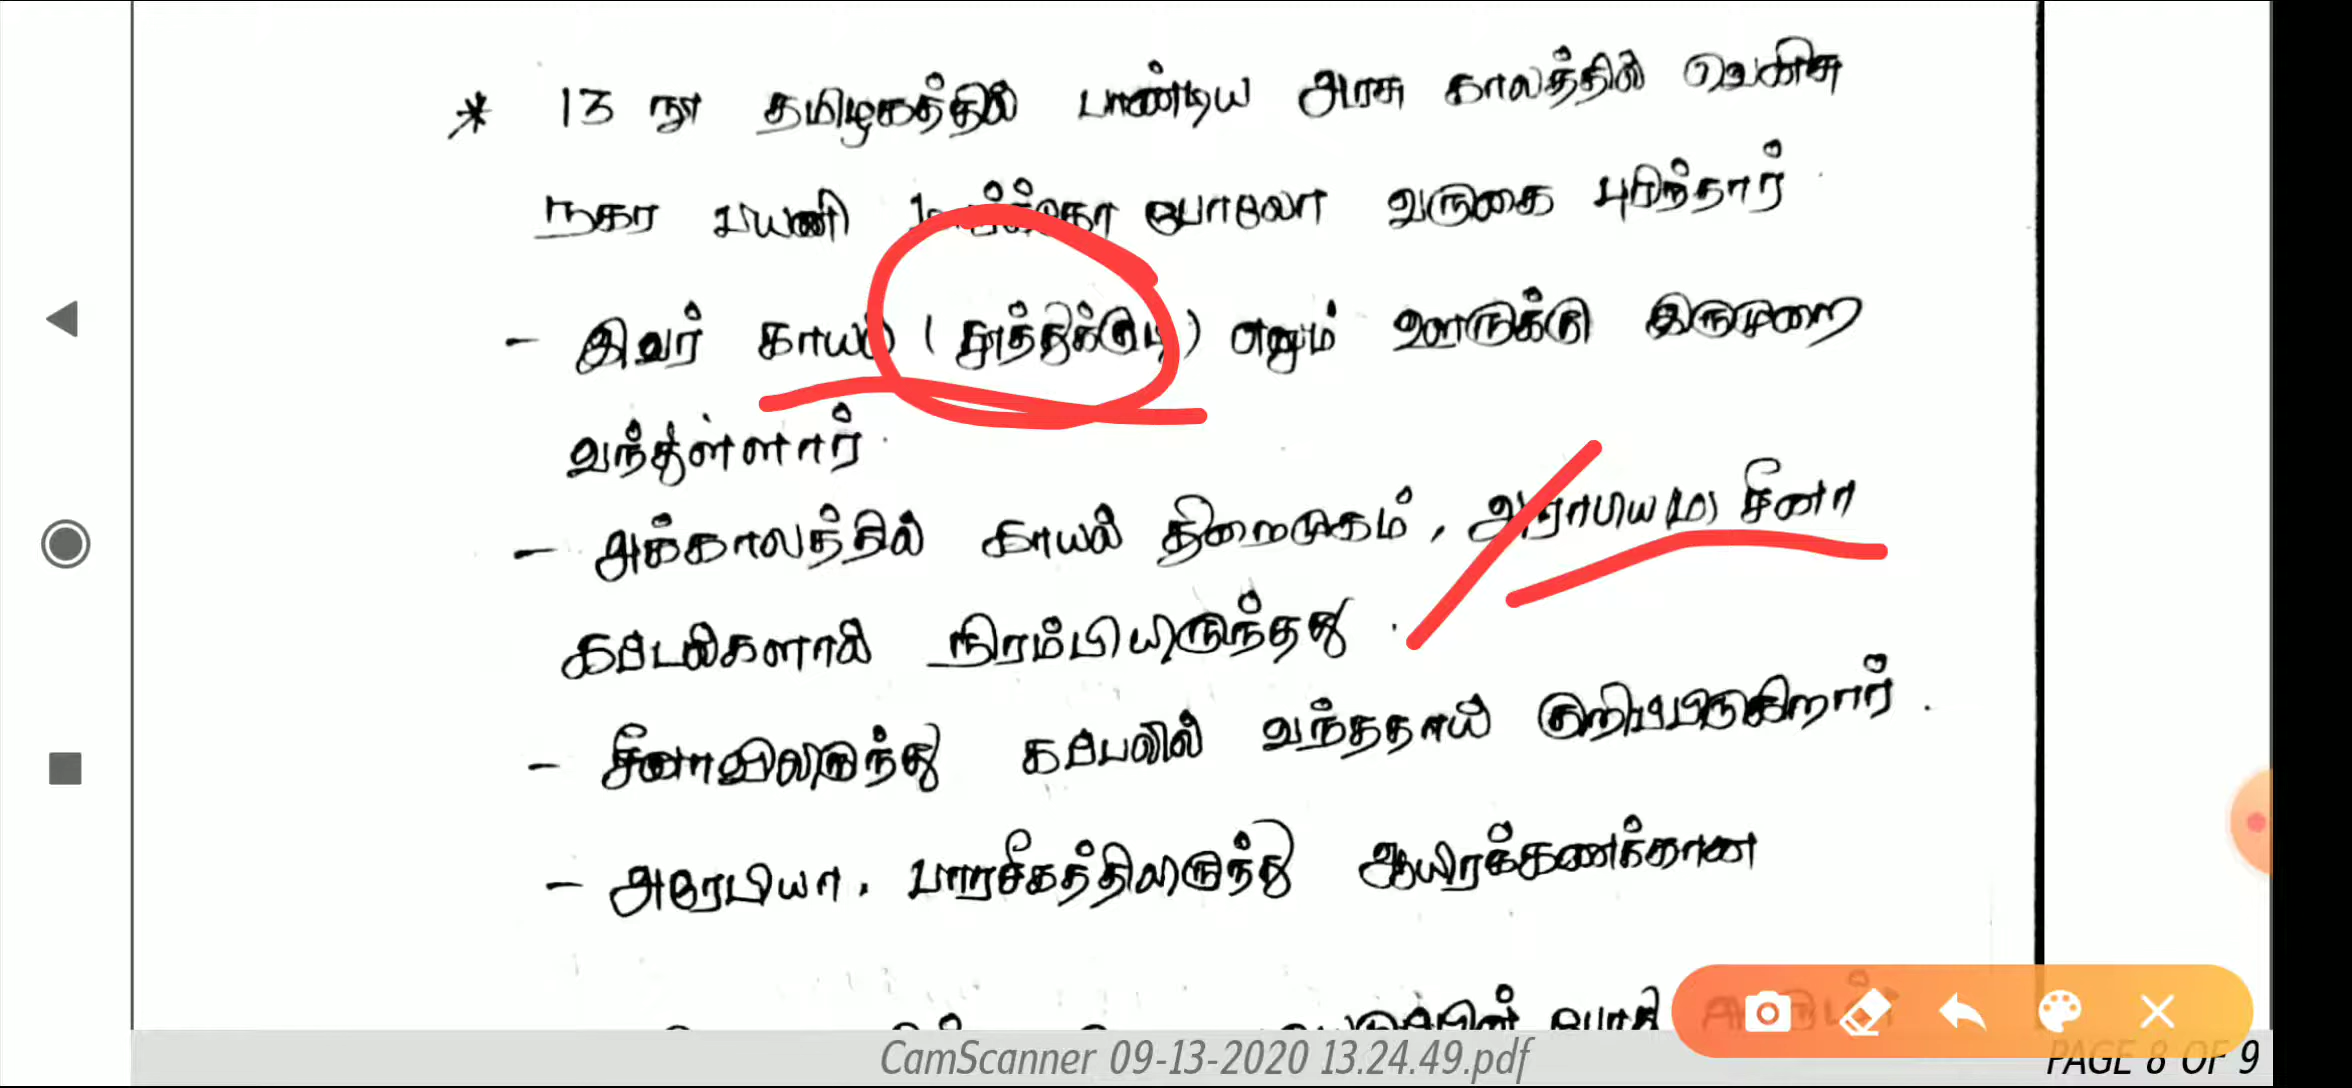 * 13 நூ தமிழகத்தில் பாண்டிய அரசு காலத்தில் வெனிசு
நகர பயணி மார்க்கோ போலோ வருகை புரிந்தார்
- இவர் காயல் (தூத்துக்குடி) எனும் ஊருக்கு இருமுறை
வந்துள்ளார்.
- அக்காலத்தில் காயல் துறைமுகம், அராபிய (ம) சீனா
கப்பல்களால் நிரம்பியிருந்தது.
- சீனாவிலிருந்து கப்பலில் வந்ததாய் குறிப்பிடுகிறார்.
- அரேபியா, பாரசீகத்திலிருந்து ஆயிரக்கணக்கான
CamScanner 09-13-2020 13.24.49.pdf
PAGE 8 OF 9